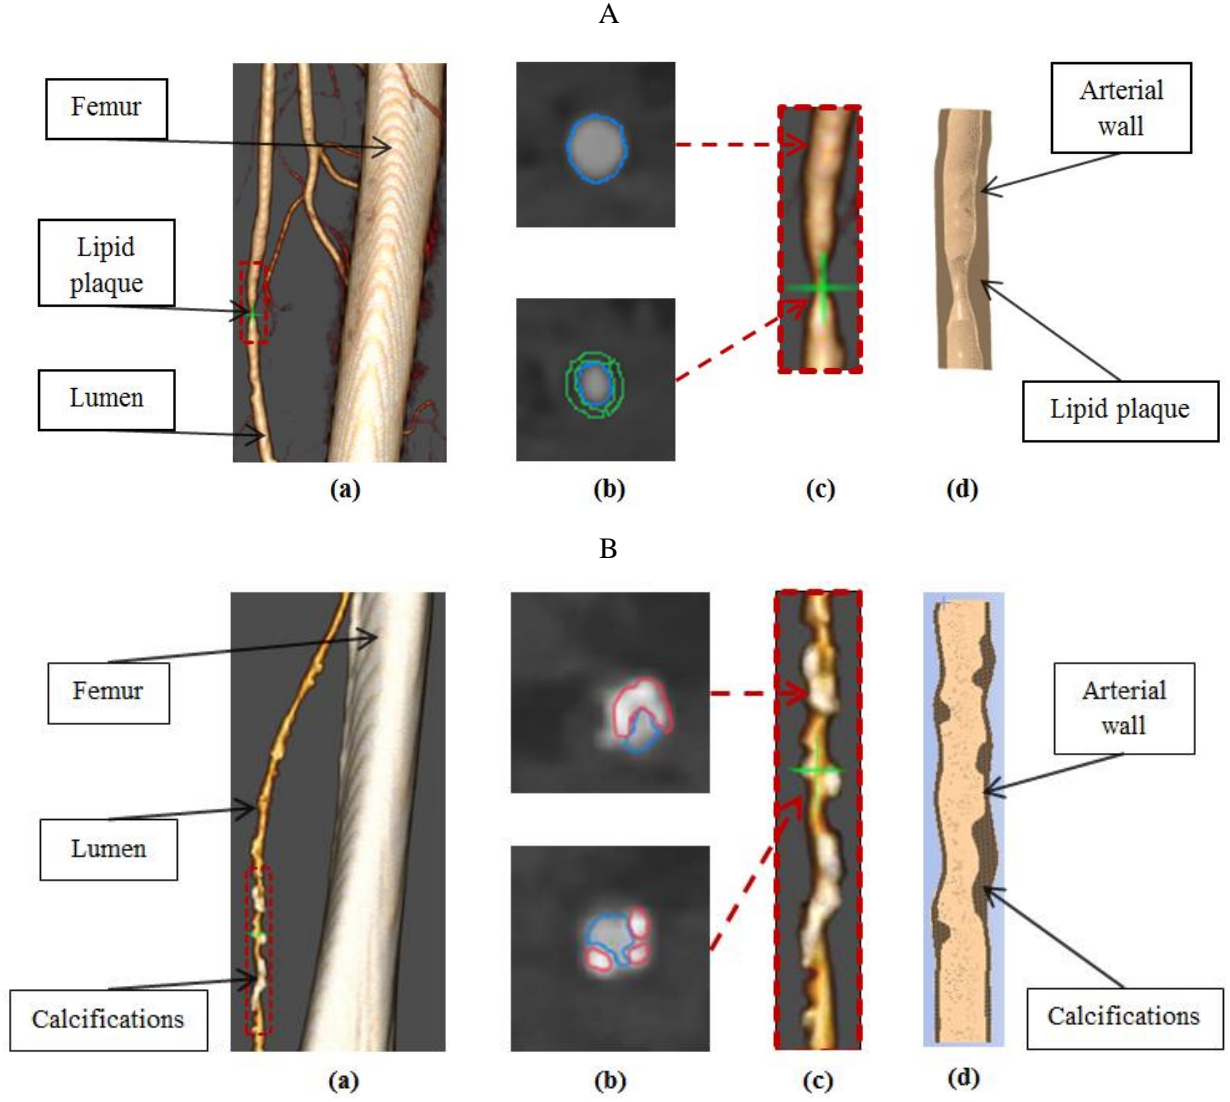 A
Femur
Lipid
plaque
Lumen
Arterial
wall
Lipid plaque
(a)
(b)
(c)
(d)
B
Femur
Lumen
Calcifications
Arterial
wall
Calcifications
(a)
(b)
(c)
(d)